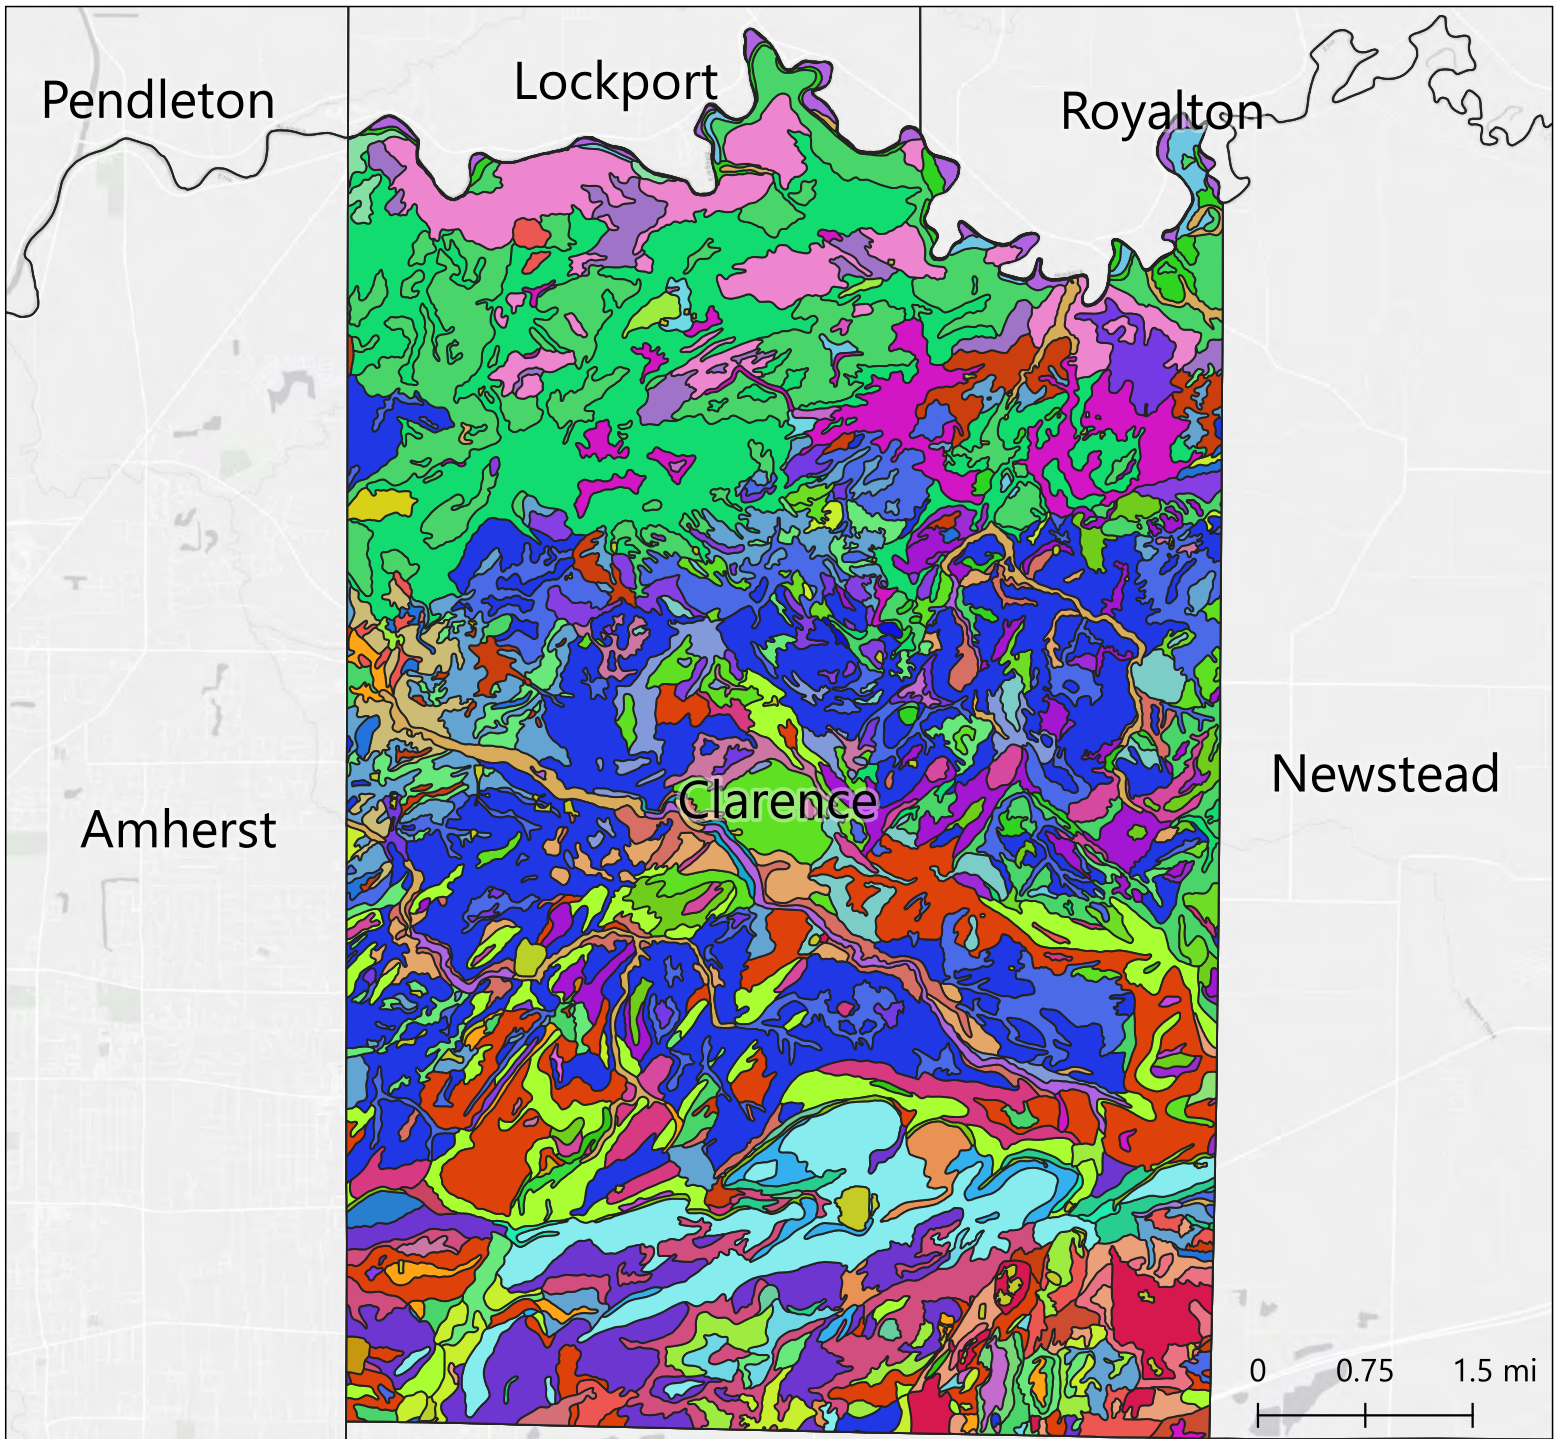 Pendleton
Lockport
Royalton
Newstead
Clarence
Amherst
0 0.75 1.5 mi